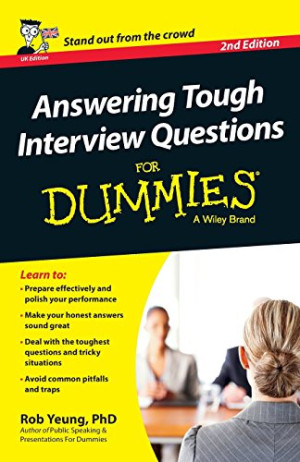 Stand out from the crowd
UK Edition
2nd Edition
Answering Tough
Interview Questions
FOR
DUMMIES®
A Wiley Brand
Learn to:
• Prepare effectively and
polish your performance
• Make your honest answers
sound great
• Deal with the toughest
questions and tricky
situations
• Avoid common pitfalls
and traps
Rob Yeung, PhD
Author of Public Speaking &
Presentations For Dummies